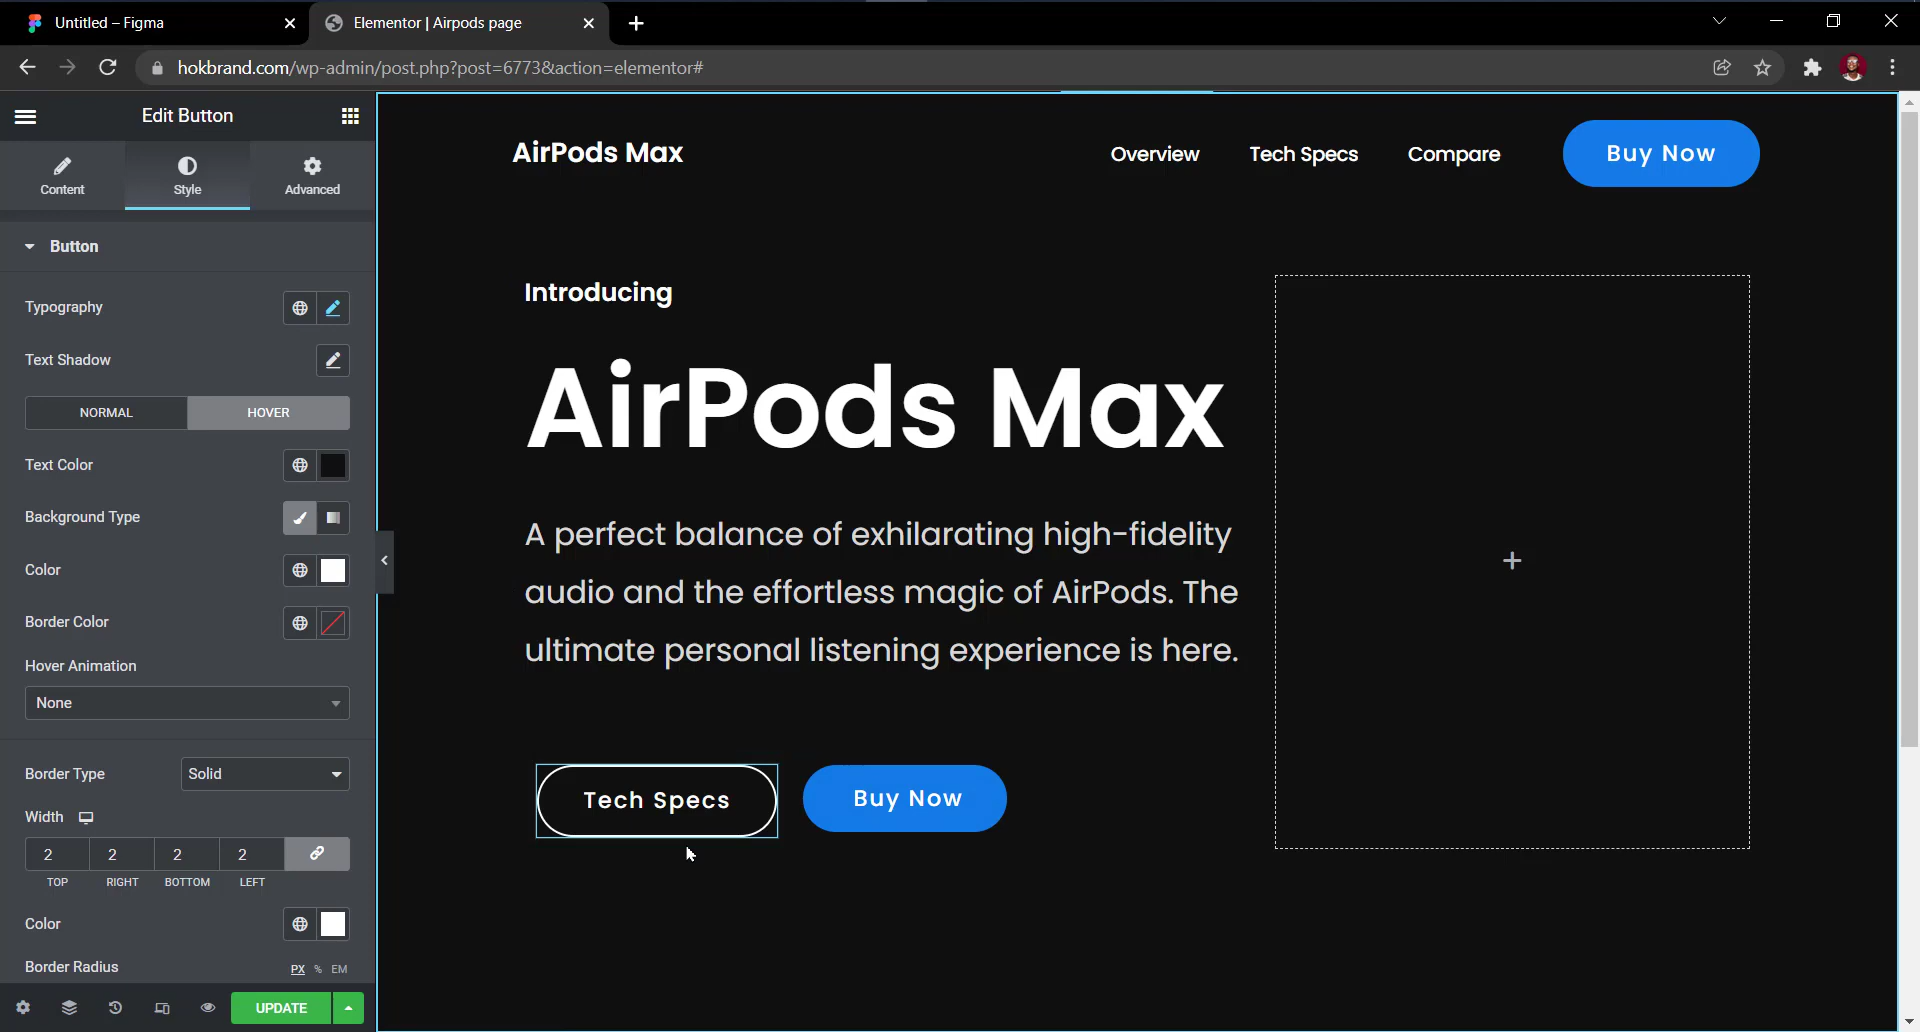 Untitled – Figma
Elementor | Airpods page
hokbrand.com/wp-admin/post.php?post=6773&action=elementor#
Edit Button
Content
Style
Advanced
Button
Typography
Text Shadow
NORMAL
HOVER
Text Color
Background Type
Color
Border Color
Hover Animation
None
Border Type
Solid
Width
2
2
2
2
TOP
RIGHT
BOTTOM
LEFT
Color
Border Radius
PX
%
EM
UPDATE
AirPods Max
Overview
Tech Specs
Compare
Buy Now
Introducing
AirPods Max
A perfect balance of exhilarating high-fidelity
audio and the effortless magic of AirPods. The
ultimate personal listening experience is here.
Tech Specs
Buy Now